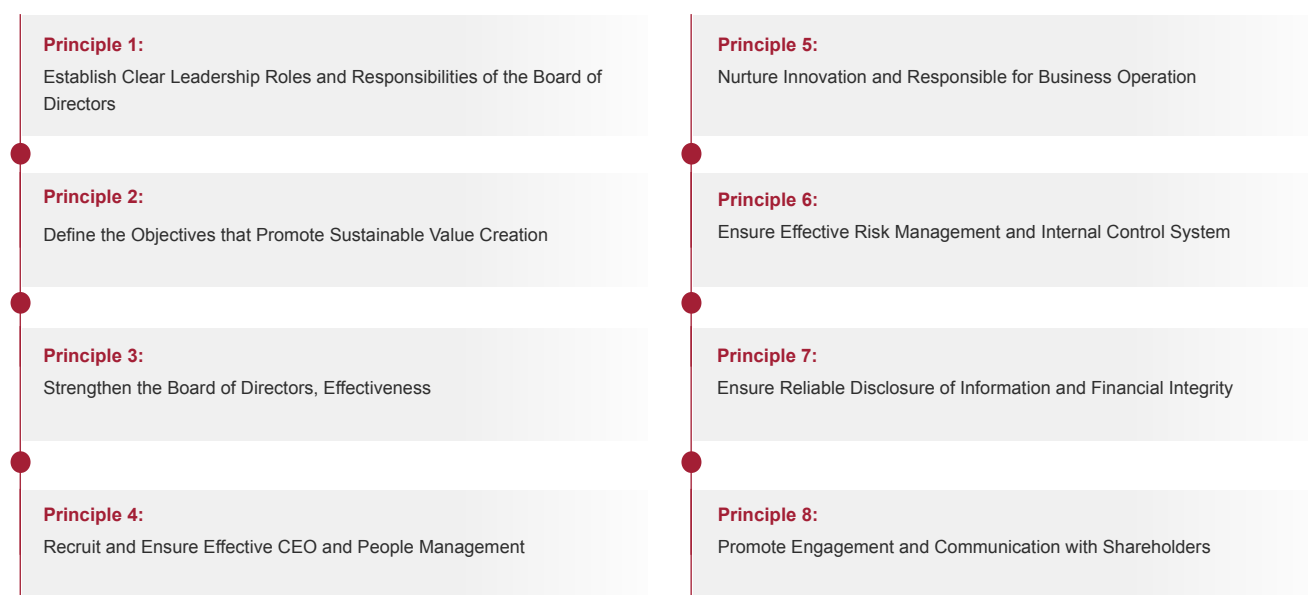 Principle 1:
Establish Clear Leadership Roles and Responsibilities of the Board of
Directors
Principle 2:
Define the Objectives that Promote Sustainable Value Creation
Principle 3:
Strengthen the Board of Directors, Effectiveness
Principle 4:
Recruit and Ensure Effective CEO and People Management
Principle 5:
Nurture Innovation and Responsible for Business Operation
Principle 6:
Ensure Effective Risk Management and Internal Control System
Principle 7:
Ensure Reliable Disclosure of Information and Financial Integrity
Principle 8:
Promote Engagement and Communication with Shareholders